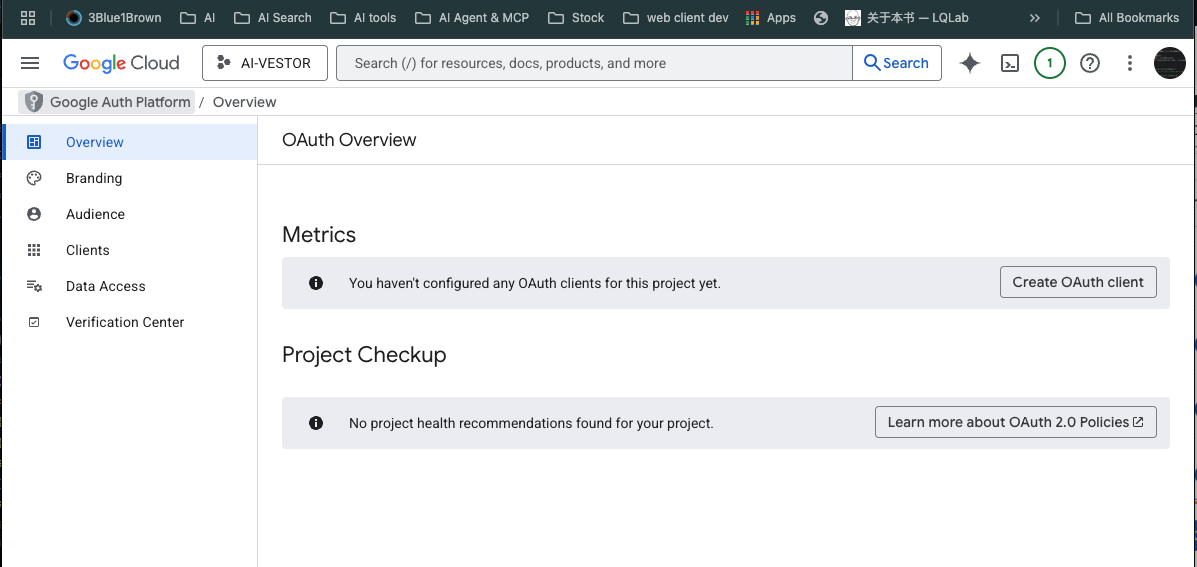 3Blue1Brown AI AI Search AI tools AI Agent & MCP Stock web client dev Apps 关于本书 — LQLab » All Bookmarks
Google Cloud AI-VESTOR Search (/) for resources, docs, products, and more Search 1
Google Auth Platform / Overview
Overview
Branding
Audience
Clients
Data Access
Verification Center
OAuth Overview
Metrics
You haven't configured any OAuth clients for this project yet. Create OAuth client
Project Checkup
No project health recommendations found for your project. Learn more about OAuth 2.0 Policies